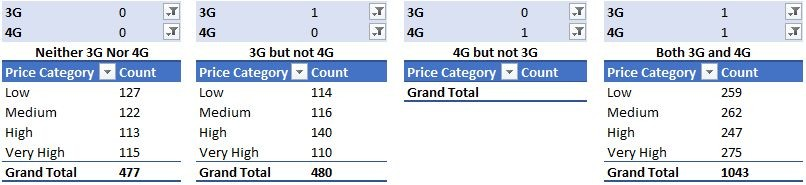 3G 0 3G 1 3G 0 3G 1
4G 0 4G 0 4G 1 4G 1
Neither 3G Nor 4G 3G but not 4G 4G but not 3G Both 3G and 4G
Price Category Count Price Category Count Price Category Count Price Category Count
Low 127 Low 114 Grand Total Low 259
Medium 122 Medium 116 Medium 262
High 113 High 140 High 247
Very High 115 Very High 110 Very High 275
Grand Total 477 Grand Total 480 Grand Total 1043